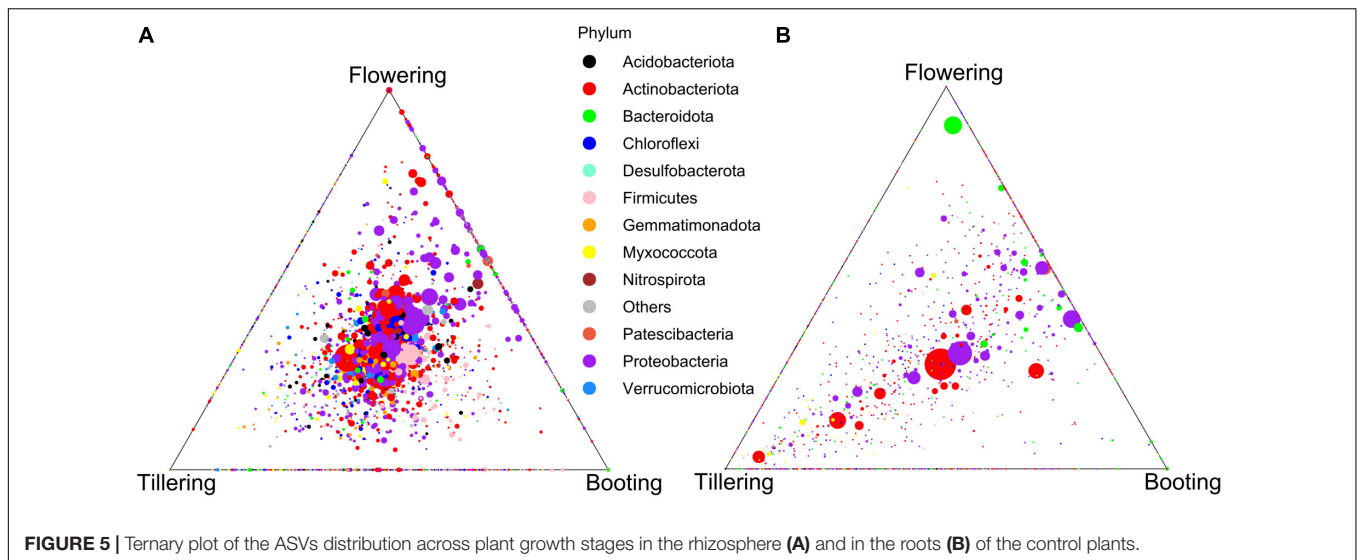 A
Flowering
Tillering
Booting
Phylum
Acidobacteriota
Actinobacteriota
Bacteroidota
Chloroflexi
Desulfobacterota
Firmicutes
Gemmatimonadota
Myxococcota
Nitrospirota
Others
Patescibacteria
Proteobacteria
Verrucomicrobiota
B
Flowering
Tillering
Booting
FIGURE 5 | Ternary plot of the ASVs distribution across plant growth stages in the rhizosphere (A) and in the roots (B) of the control plants.